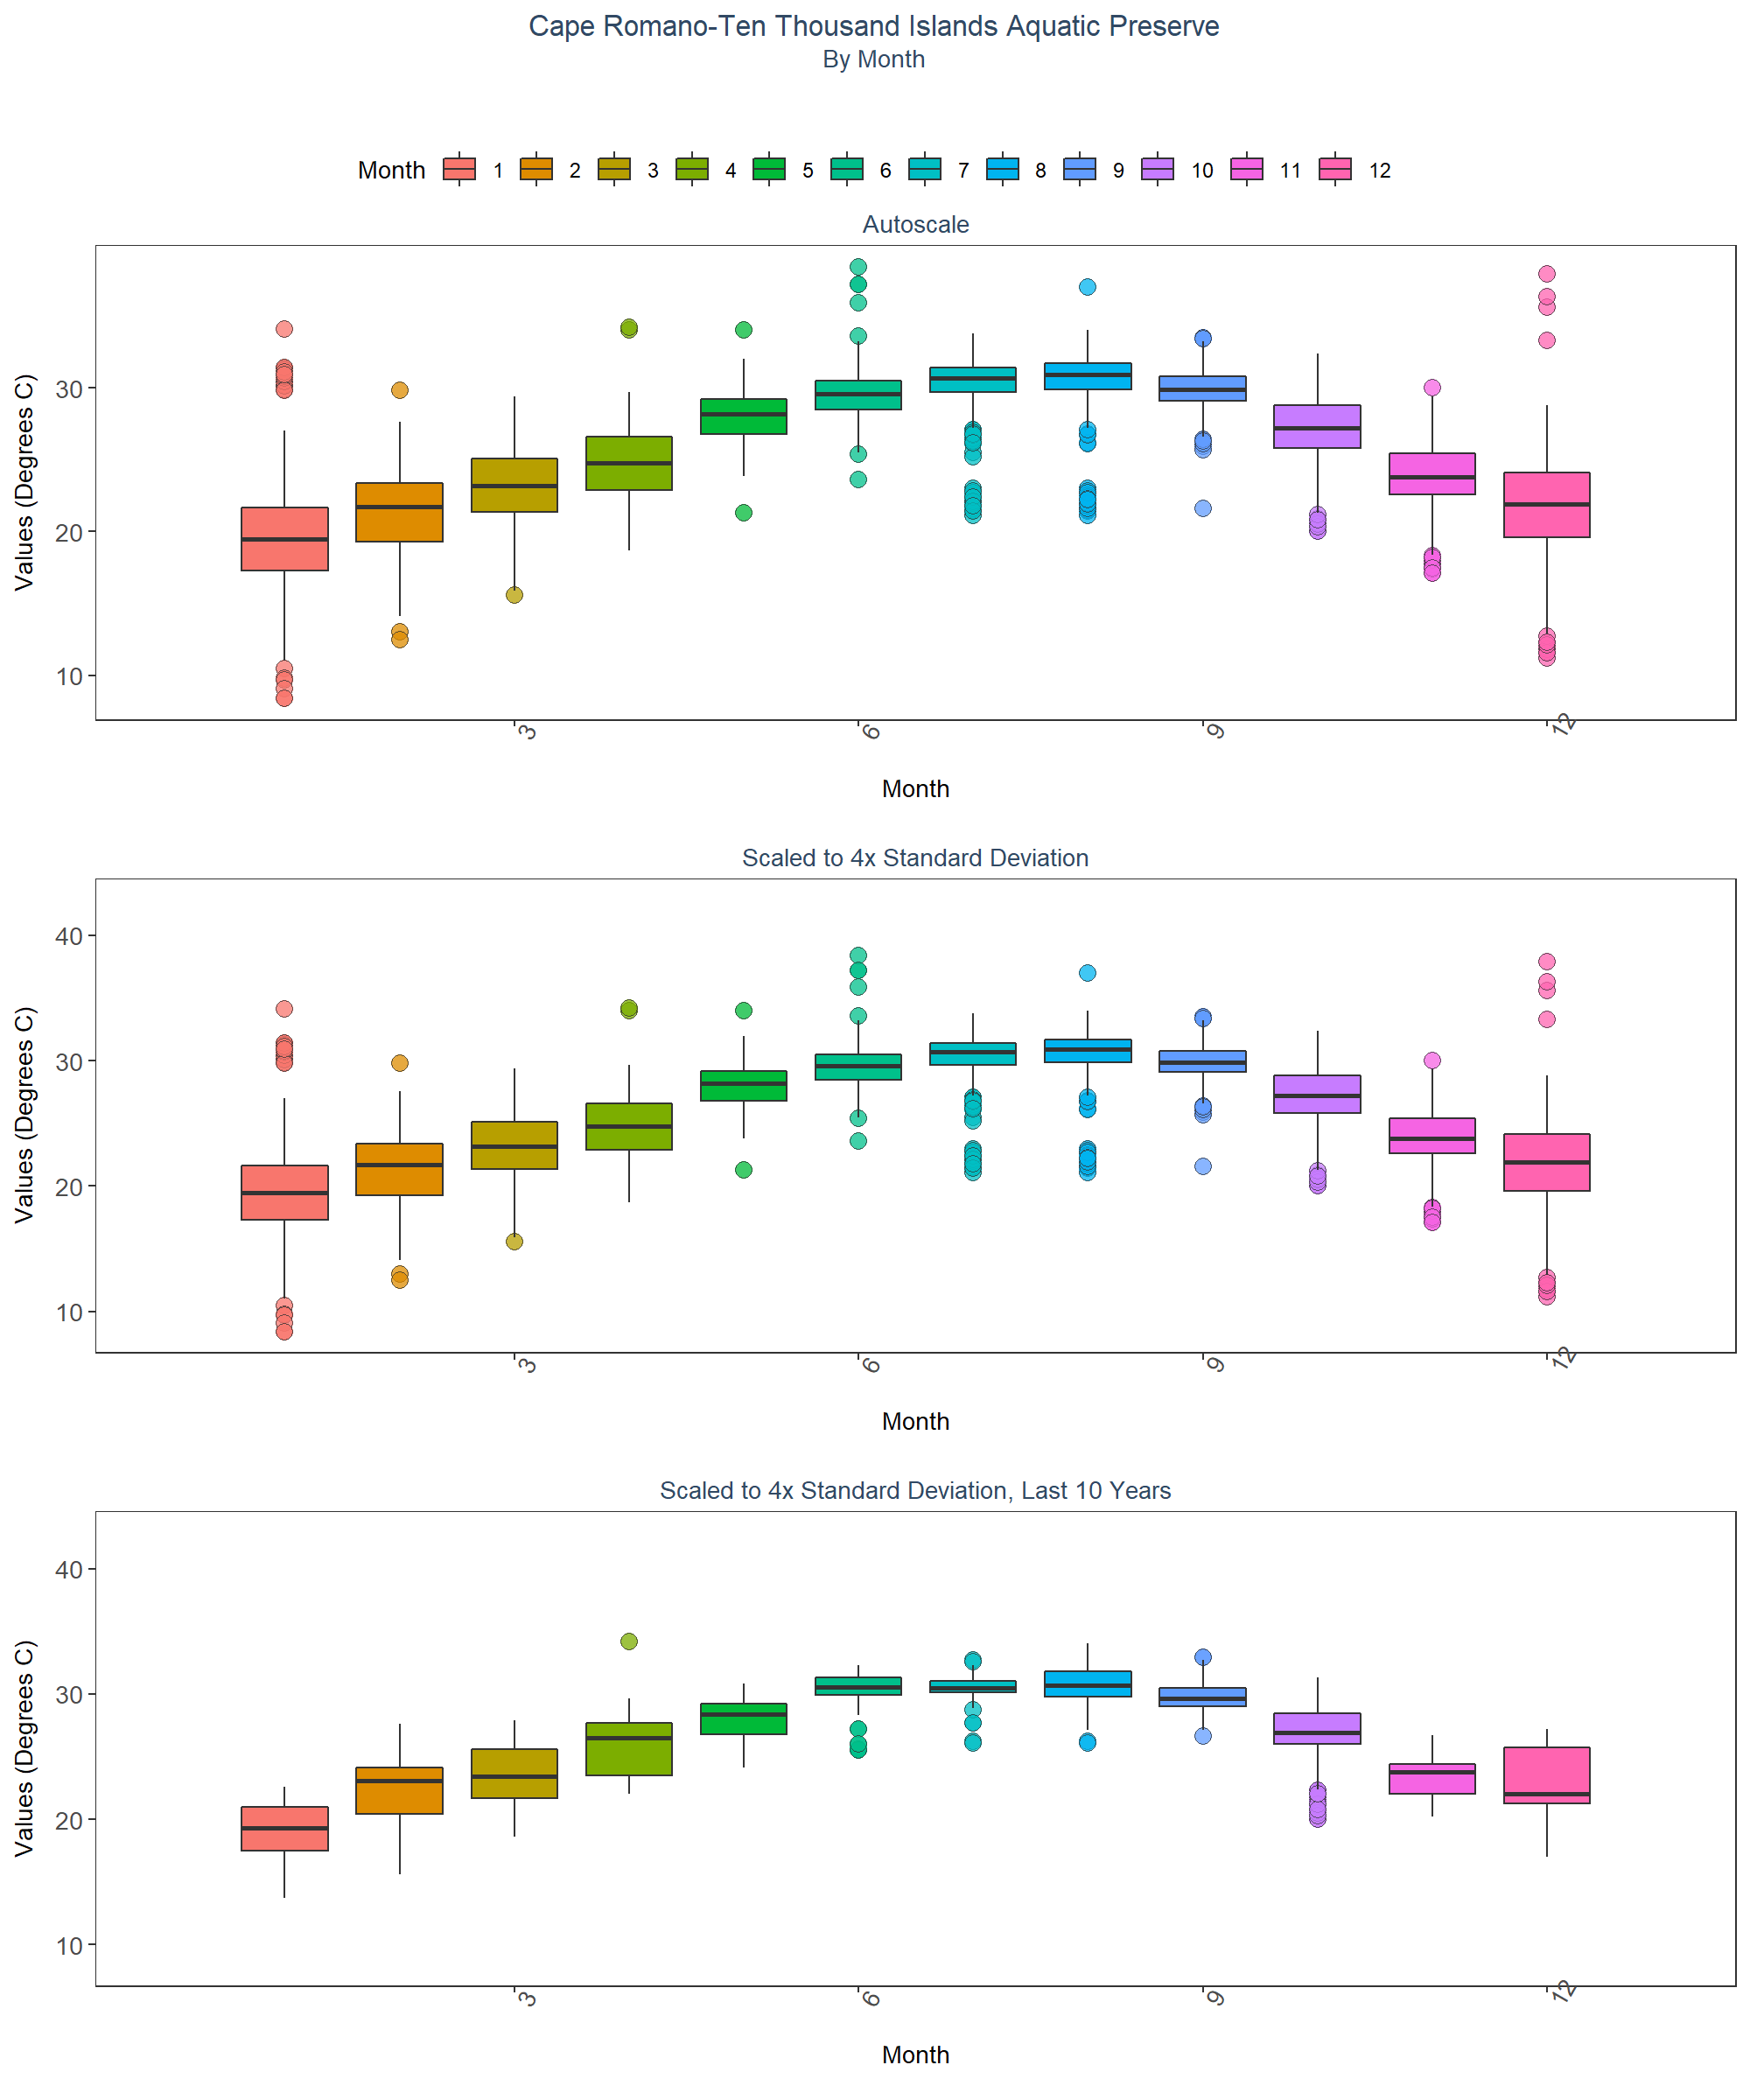 Cape Romano-Ten Thousand Islands Aquatic Preserve
By Month
Month 1 2 3 4 5 6 7 8 9 10 11 12
Autoscale
Values (Degrees C)
30
20
10
3 6 9 12
Month
Scaled to 4x Standard Deviation
Values (Degrees C)
40
30
20
10
3 6 9 12
Month
Scaled to 4x Standard Deviation, Last 10 Years
Values (Degrees C)
40
30
20
10
3 6 9 12
Month